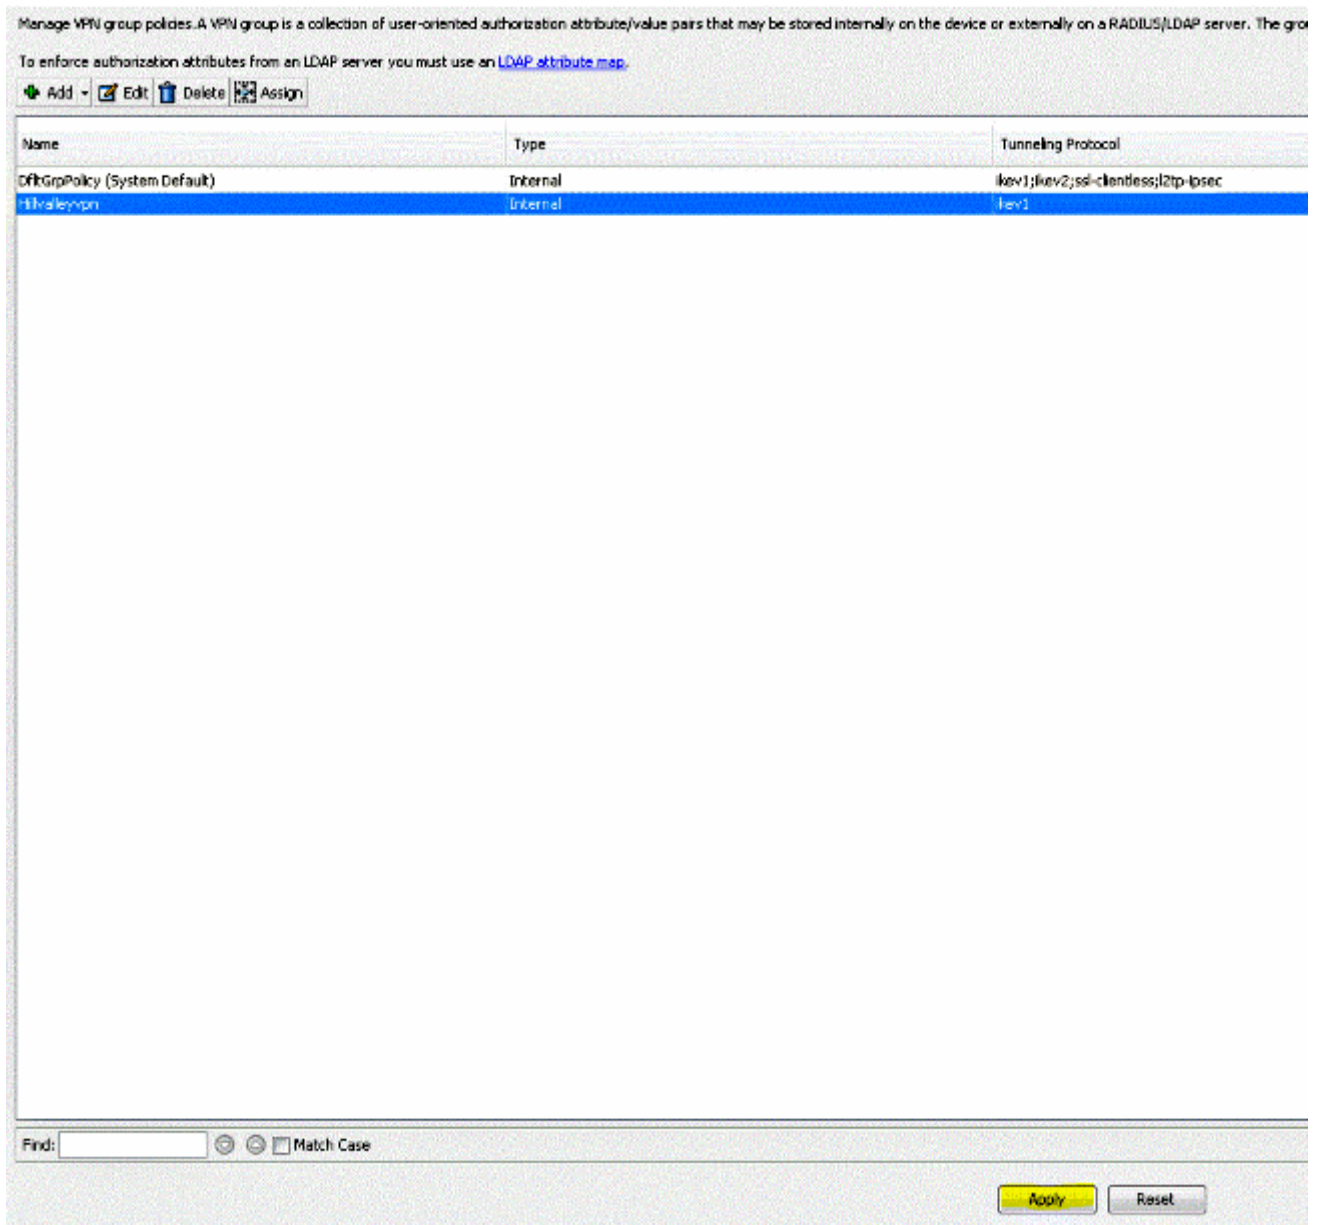 Manage VPN group policies.A VPN group is a collection of user-oriented authorization attribute/value pairs that may be stored internally on the device or externally on a RADIUS/LDAP server. The grou
To enforce authorization attributes from an LDAP server you must use an LDAP attribute map.
Add Edit Delete Assign
Name Type Tunneling Protocol
DfltGrpPolicy (System Default) Internal ikev1;ikev2;ssl-clientless;l2tp-ipsec
Hillvalleyvpn Internal ikev1
Find: Match Case
Apply Reset